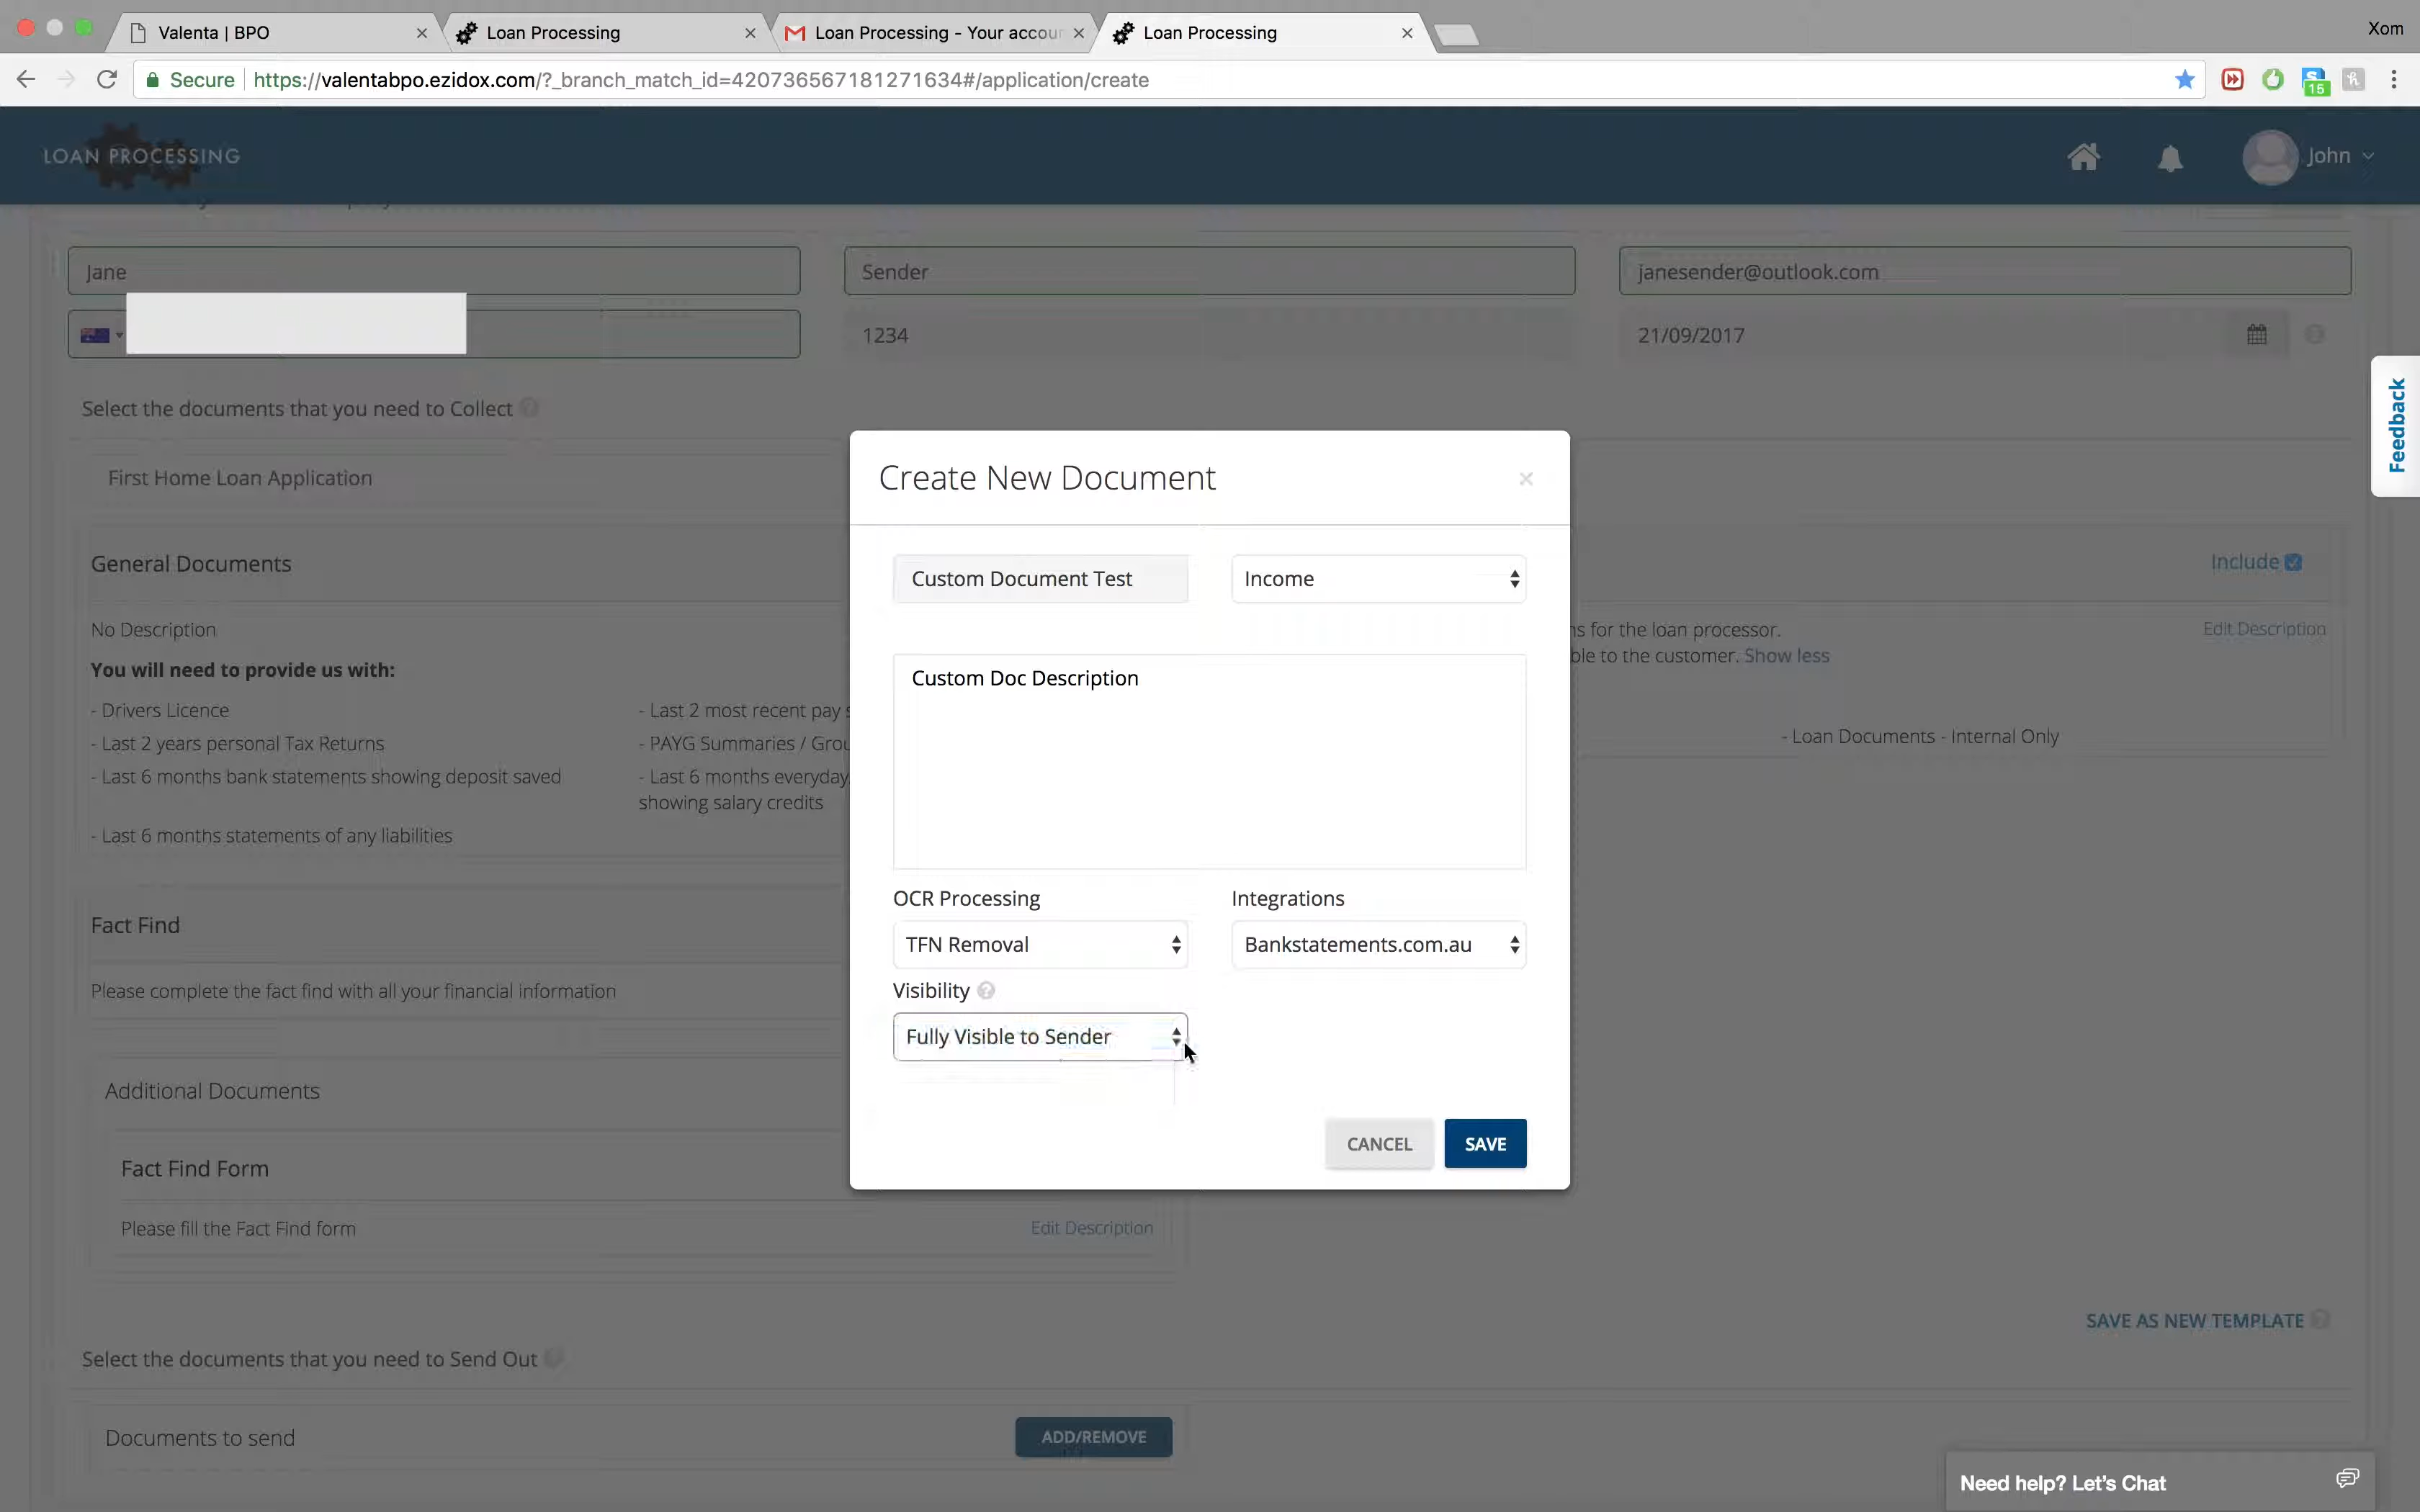 Valenta | BPO
Loan Processing
Loan Processing - Your accou
Loan Processing
Xom
Secure
https://valentabpo.ezidox.com/?_branch_match_id=420736567181271634#/application/create
15
LOAN PROCESSING
John
Jane
Sender
janesender@outlook.com
1234
21/09/2017
Feedback
Select the documents that you need to Collect
First Home Loan Application
General Documents
Include
No Description
ns for the loan processor.
Edit Description
ble to the customer. Show less
You will need to provide us with:
- Drivers Licence
- Last 2 most recent pay s
- Last 2 years personal Tax Returns
- PAYG Summaries / Grou
- Loan Documents - Internal Only
- Last 6 months bank statements showing deposit saved
- Last 6 months everyday
showing salary credits
- Last 6 months statements of any liabilities
Fact Find
Please complete the fact find with all your financial information
Additional Documents
Fact Find Form
Please fill the Fact Find form
Edit Description
SAVE AS NEW TEMPLATE
Select the documents that you need to Send Out
Documents to send
ADD/REMOVE
Create New Document
Custom Document Test
Income
Custom Doc Description
OCR Processing
Integrations
TFN Removal
Bankstatements.com.au
Visibility
Fully Visible to Sender
CANCEL
SAVE
Need help? Let's Chat